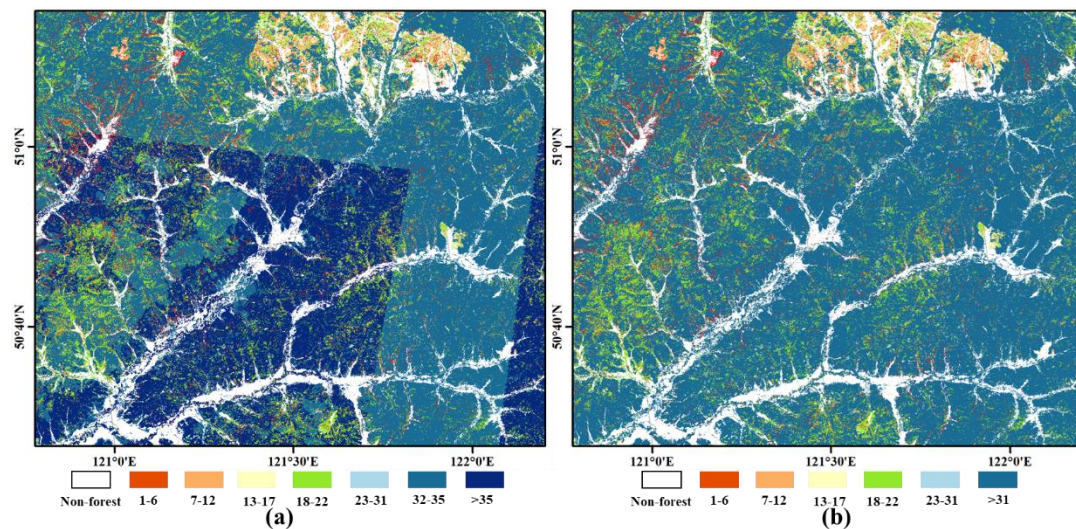 51°0'N
50°40'N
121°0'E 121°30'E 122°0'E
Non-forest 1-6 7-12 13-17 18-22 23-31 32-35 >35
(a)
51°0'N
50°40'N
121°0'E 121°30'E 122°0'E
Non-forest 1-6 7-12 13-17 18-22 23-31 >31
(b)